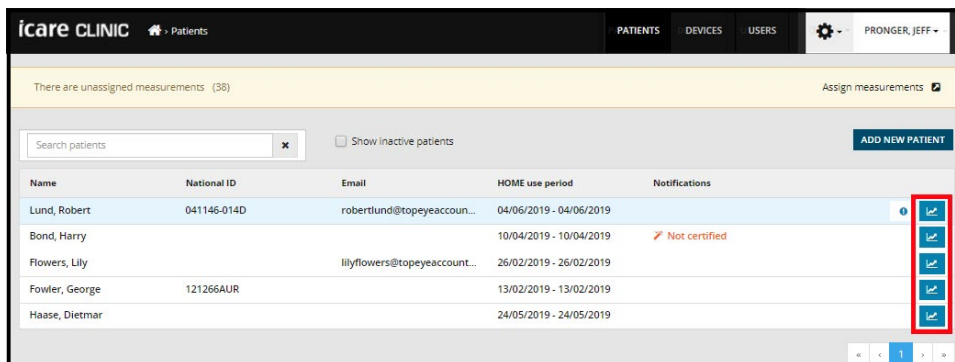 icare CLINIC > Patients PATIENTS DEVICES USERS PRONGER, JEFF
There are unassigned measurements (38) Assign measurements
Search patients Show inactive patients ADD NEW PATIENT
Name National ID Email HOME use period Notifications
Lund, Robert 041146-014D robertlund@topeyeaccoun... 04/06/2019 - 04/06/2019
Bond, Harry 10/04/2019 - 10/04/2019 Not certified
Flowers, Lily lilyflowers@topeyeaccount... 26/02/2019 - 26/02/2019
Fowler, George 121266AUR 13/02/2019 - 13/02/2019
Haase, Dietmar 24/05/2019 - 24/05/2019
« ‹ 1 › »